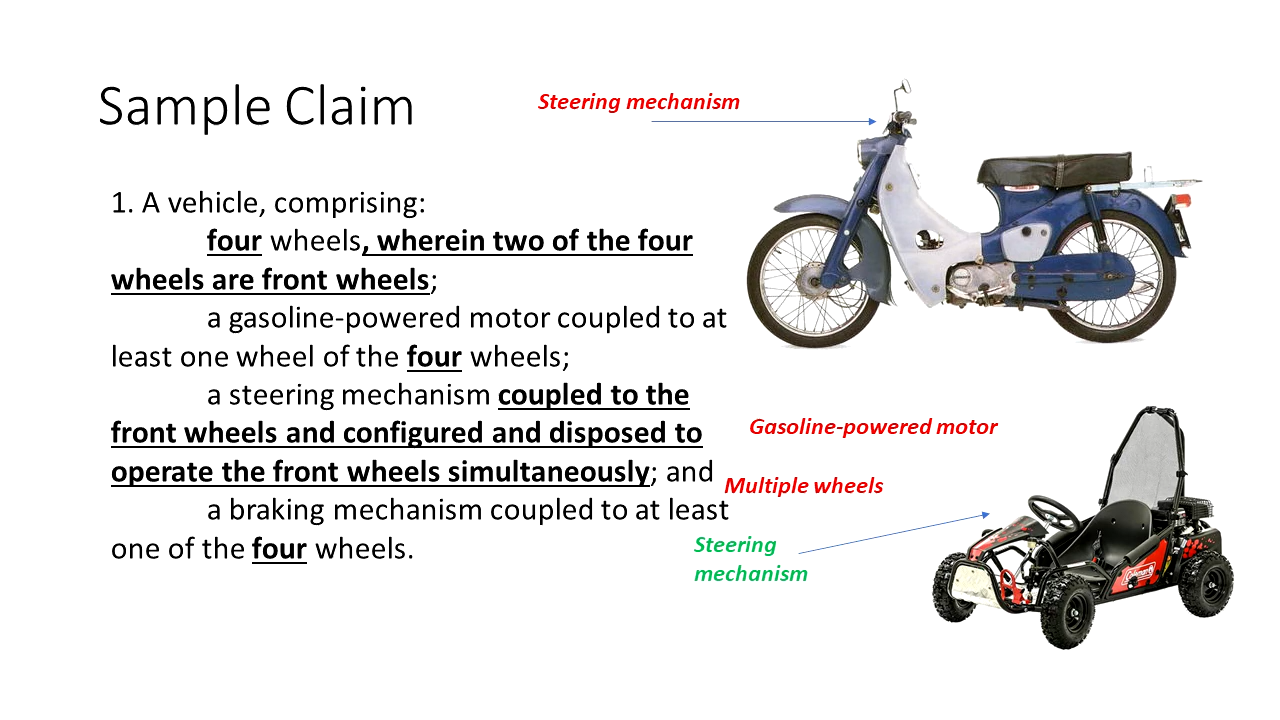 Sample Claim
Steering mechanism
1. A vehicle, comprising:
four wheels, wherein two of the four
wheels are front wheels;
a gasoline-powered motor coupled to at
least one wheel of the four wheels;
a steering mechanism coupled to the
front wheels and configured and disposed to
operate the front wheels simultaneously; and
a braking mechanism coupled to at least
one of the four wheels.
Gasoline-powered motor
Multiple wheels
Steering
mechanism
Coleman